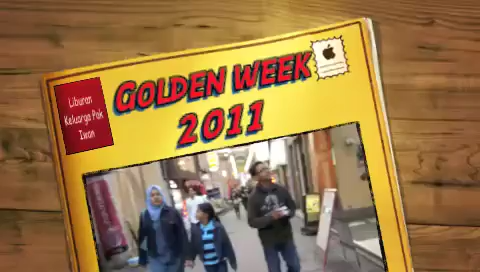 GOLDEN WEEK
2011
Liburan
Keluarga Pak
Iwan